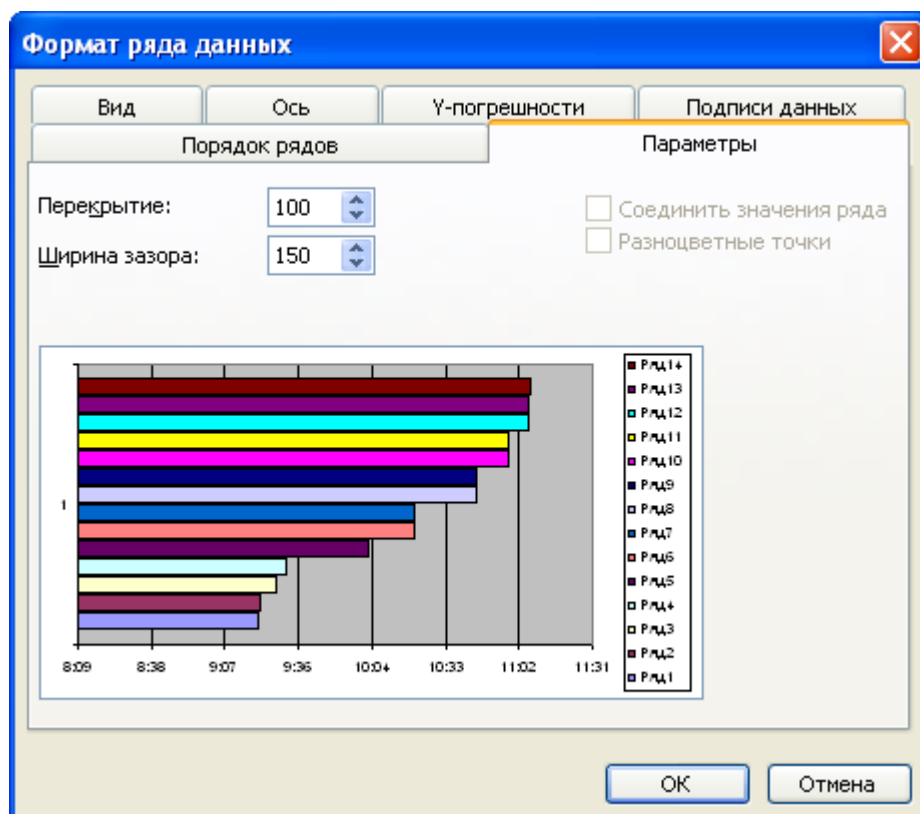 Формат ряда данных
Вид
Ось
Y-погрешности
Подписи данных
Порядок рядов
Параметры
Перекрытие:
100
Соединить значения ряда
Ширина зазора:
150
Разноцветные точки
1
8:09
8:38
9:07
9:36
10:04
10:33
11:02
11:31
Ряд14
Ряд13
Ряд12
Ряд11
Ряд10
Ряд9
Ряд8
Ряд7
Ряд6
Ряд5
Ряд4
Ряд3
Ряд2
Ряд1
ОК
Отмена